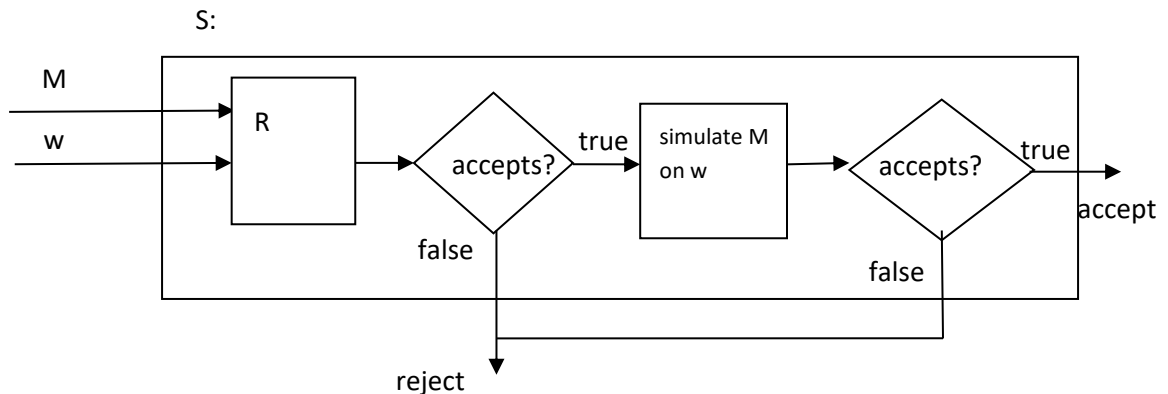 S:
M
w
R
accepts?
true
false
simulate M
on w
accepts?
true
accept
false
reject